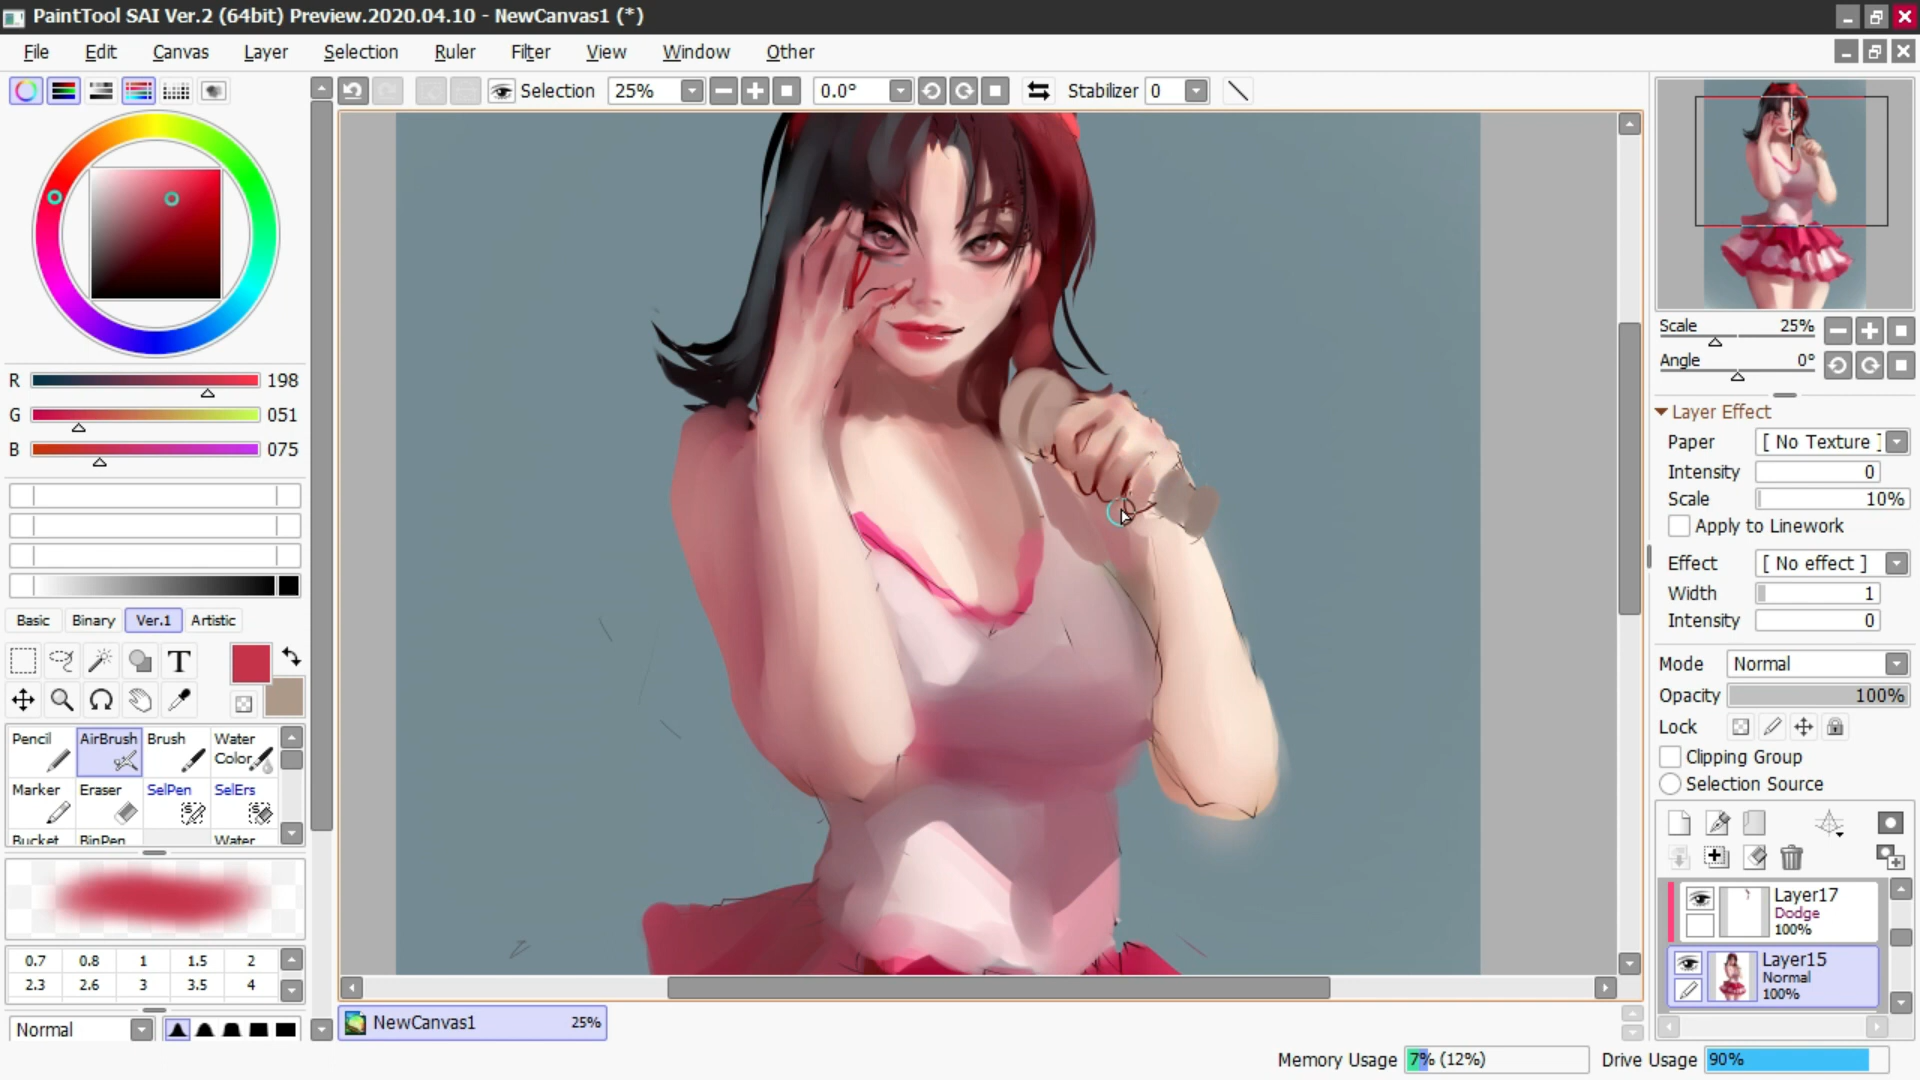 PaintTool SAI Ver.2 (64bit) Preview.2020.04.10 - NewCanvas1 (*)
File Edit Canvas Layer Selection Ruler Filter View Window Other
Selection 25% 0.0° Stabilizer 0
R 198
G 051
B 075
Basic Binary Ver.1 Artistic
T
Pencil AirBrush Brush Water Color
Marker Eraser SelPen SelErs
Bucket BinPen Water
0.7 0.8 1 1.5 2
2.3 2.6 3 3.5 4
Normal
NewCanvas1 25%
Scale 25%
Angle 0°
Layer Effect
Paper [ No Texture ]
Intensity 0
Scale 10%
Apply to Linework
Effect [ No effect ]
Width 1
Intensity 0
Mode Normal
Opacity 100%
Lock
Clipping Group
Selection Source
Layer17
Dodge
100%
Layer15
Normal
100%
Memory Usage 7% (12%) Drive Usage 90%